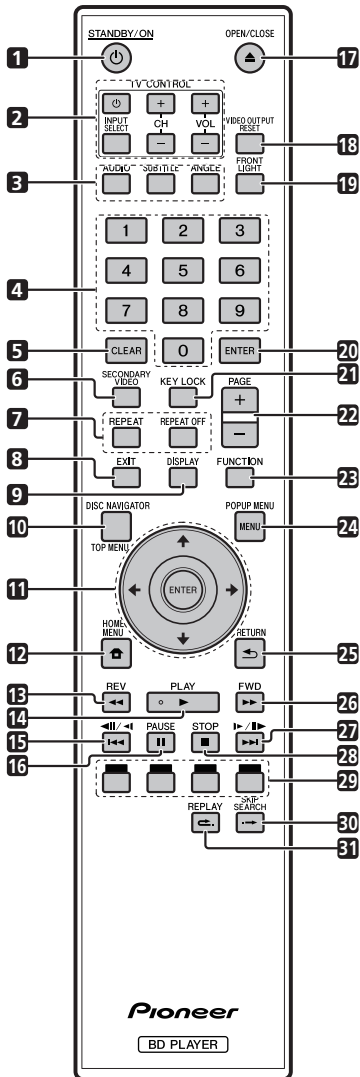 STANDBY/ON OPEN/CLOSE
1 17
TV CONTROL
2 + +
INPUT SELECT CH VOL VIDEO OUTPUT RESET
− − 18
3 AUDIO SUBTITLE ANGLE FRONT LIGHT 19
1 2 3
4 4 5 6
7 8 9
5 CLEAR 0 ENTER 20
6 SECONDARY VIDEO KEY LOCK 21 PAGE
+ 22
7 REPEAT REPEAT OFF −
8 EXIT DISPLAY FUNCTION 23
9
DISC NAVIGATOR POPUP MENU
10 MENU 24
TOP MENU
11 ENTER
HOME MENU RETURN
12 25
13 REV PLAY FWD 26
14
15 PAUSE STOP 27
16 28
29
REPLAY SKIP SEARCH 30
31
Pioneer
BD PLAYER